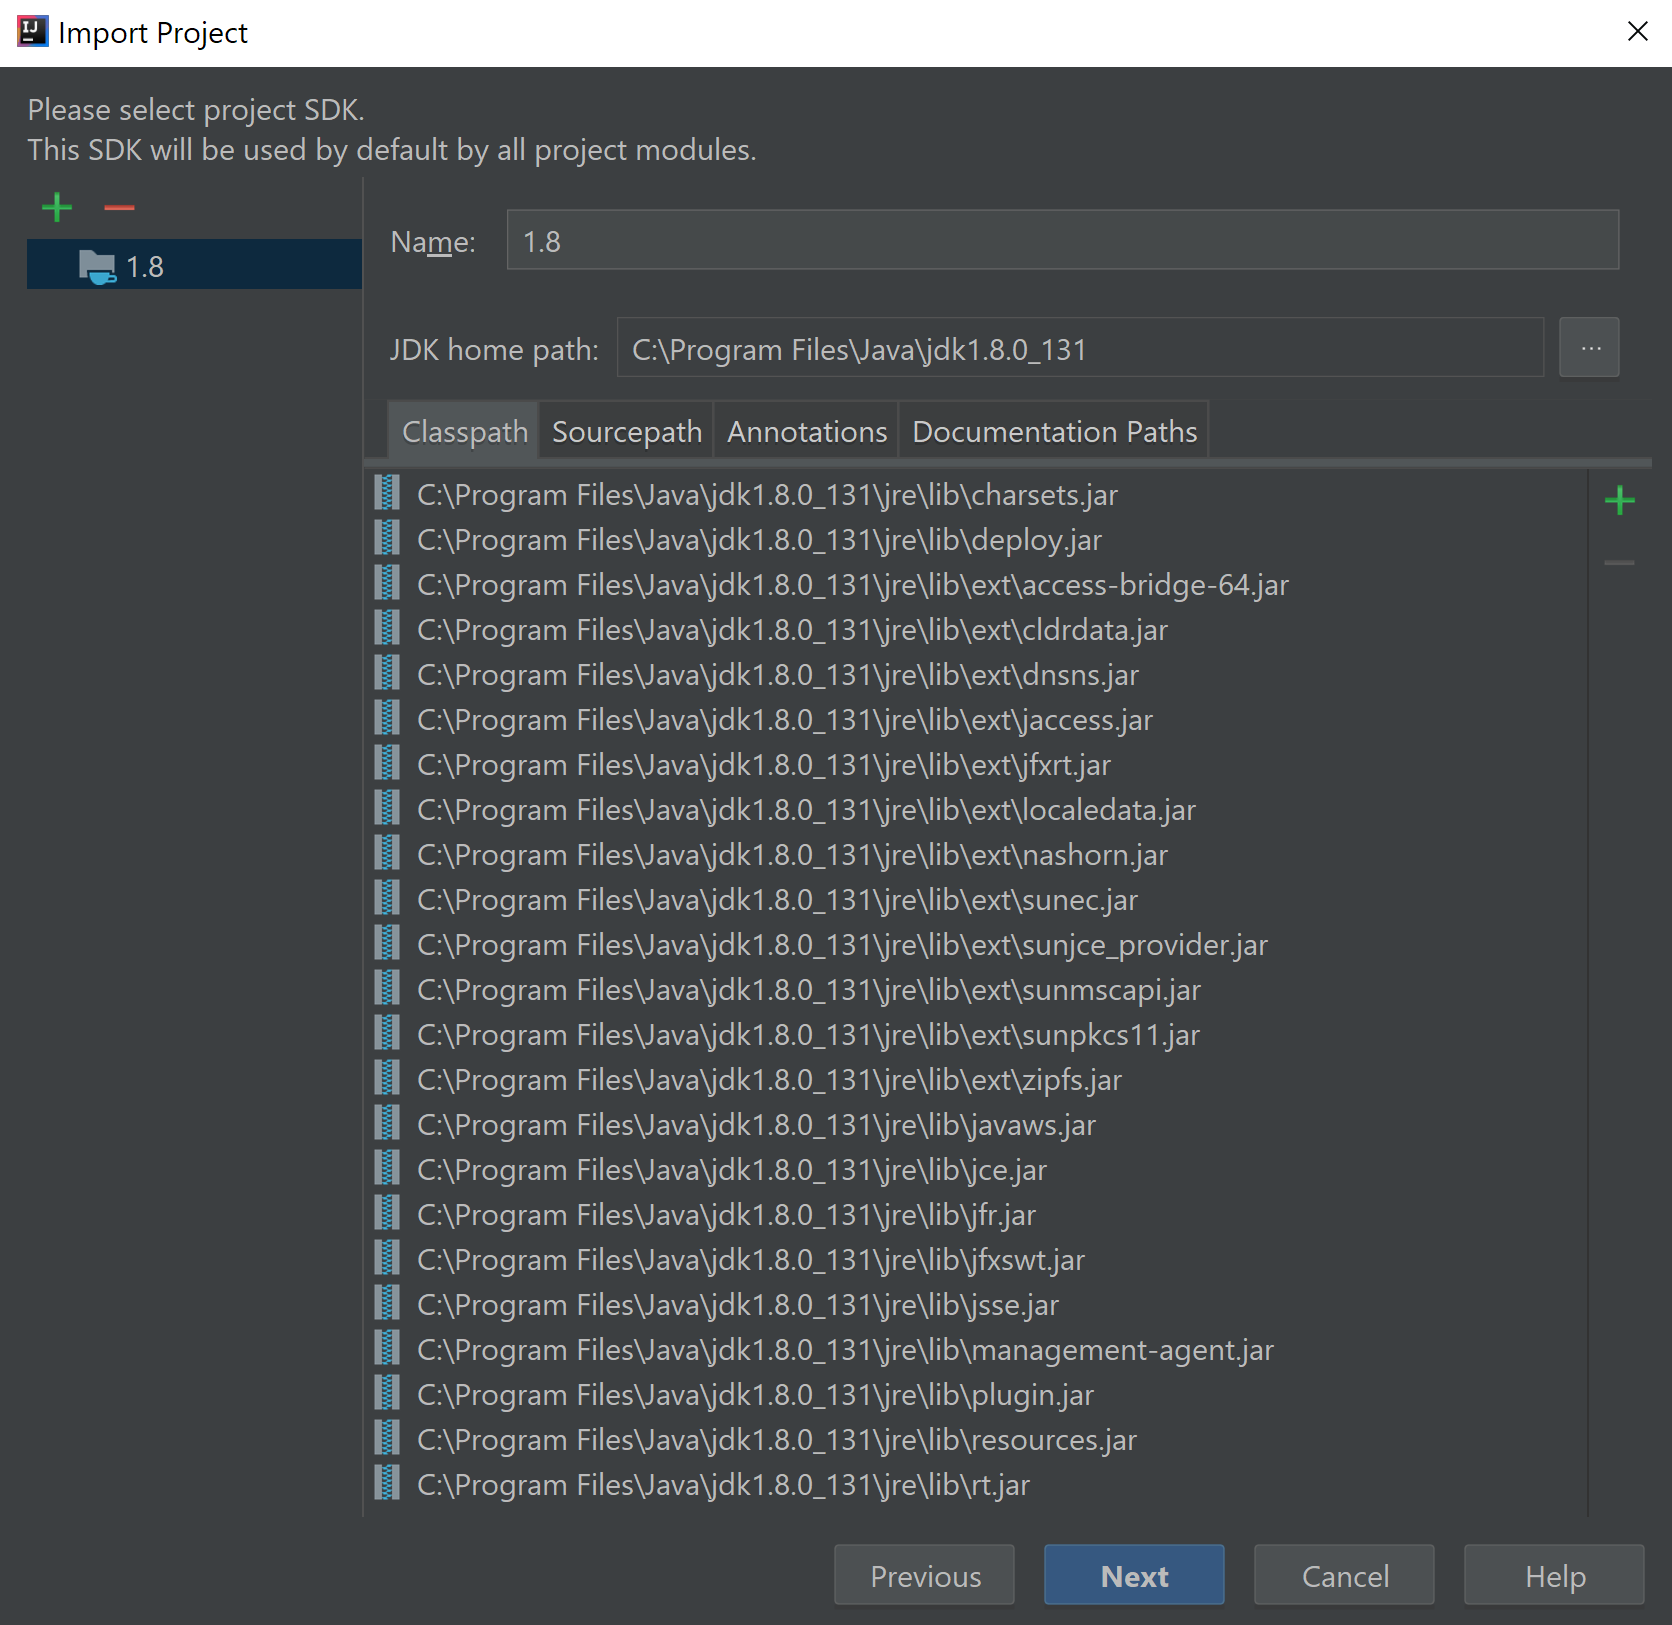 IJ
Import Project
Please select project SDK.
This SDK will be used by default by all project modules.
1.8
Name: 1.8
JDK home path: C:\Program Files\Java\jdk1.8.0_131 ...
Classpath Sourcepath Annotations Documentation Paths
C:\Program Files\Java\jdk1.8.0_131\jre\lib\charsets.jar
C:\Program Files\Java\jdk1.8.0_131\jre\lib\deploy.jar
C:\Program Files\Java\jdk1.8.0_131\jre\lib\ext\access-bridge-64.jar
C:\Program Files\Java\jdk1.8.0_131\jre\lib\ext\cldrdata.jar
C:\Program Files\Java\jdk1.8.0_131\jre\lib\ext\dnsns.jar
C:\Program Files\Java\jdk1.8.0_131\jre\lib\ext\jaccess.jar
C:\Program Files\Java\jdk1.8.0_131\jre\lib\ext\jfxrt.jar
C:\Program Files\Java\jdk1.8.0_131\jre\lib\ext\localedata.jar
C:\Program Files\Java\jdk1.8.0_131\jre\lib\ext\nashorn.jar
C:\Program Files\Java\jdk1.8.0_131\jre\lib\ext\sunec.jar
C:\Program Files\Java\jdk1.8.0_131\jre\lib\ext\sunjce_provider.jar
C:\Program Files\Java\jdk1.8.0_131\jre\lib\ext\sunmscapi.jar
C:\Program Files\Java\jdk1.8.0_131\jre\lib\ext\sunpkcs11.jar
C:\Program Files\Java\jdk1.8.0_131\jre\lib\ext\zipfs.jar
C:\Program Files\Java\jdk1.8.0_131\jre\lib\javaws.jar
C:\Program Files\Java\jdk1.8.0_131\jre\lib\jce.jar
C:\Program Files\Java\jdk1.8.0_131\jre\lib\jfr.jar
C:\Program Files\Java\jdk1.8.0_131\jre\lib\jfxswt.jar
C:\Program Files\Java\jdk1.8.0_131\jre\lib\jsse.jar
C:\Program Files\Java\jdk1.8.0_131\jre\lib\management-agent.jar
C:\Program Files\Java\jdk1.8.0_131\jre\lib\plugin.jar
C:\Program Files\Java\jdk1.8.0_131\jre\lib\resources.jar
C:\Program Files\Java\jdk1.8.0_131\jre\lib\rt.jar
Previous Next Cancel Help